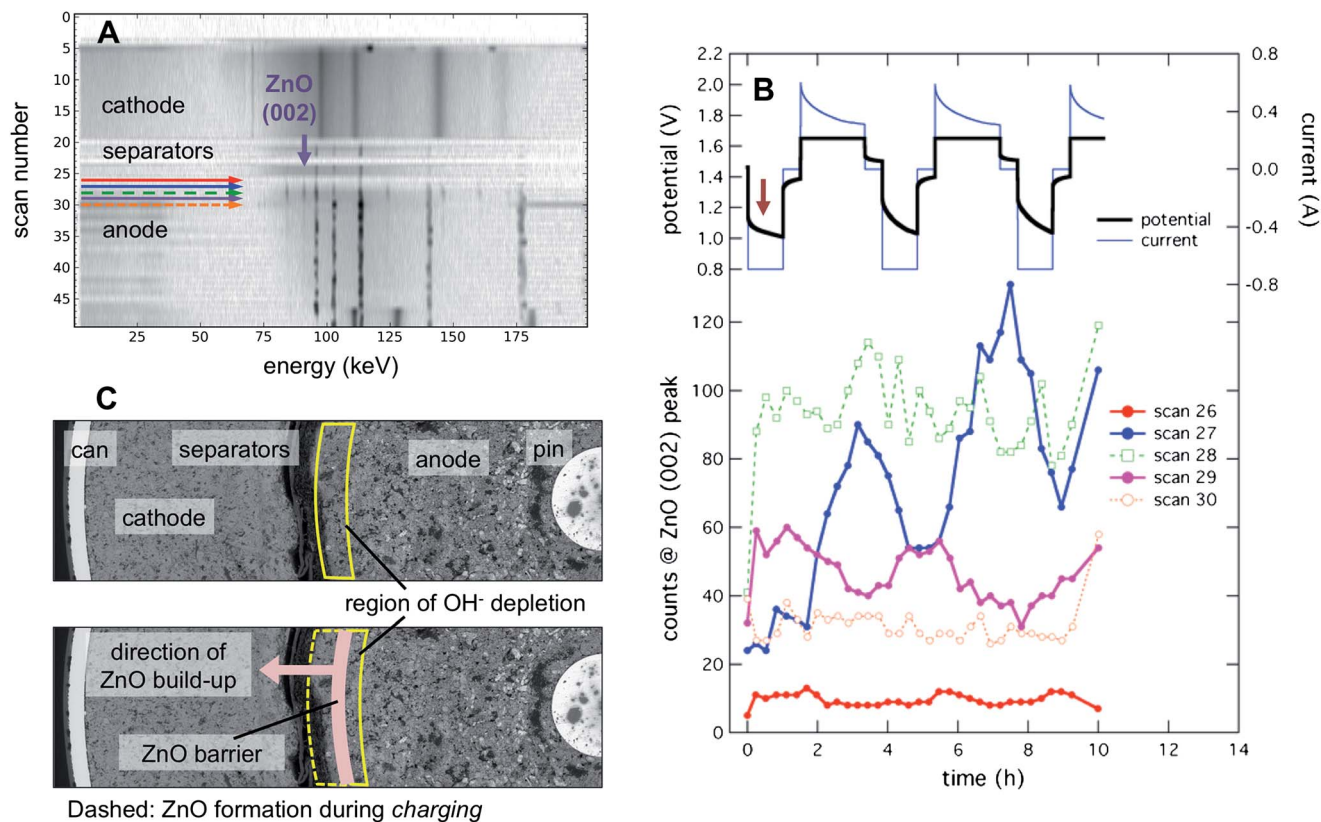 A
0
5
10
15
20
25
30
35
40
45
scan number
cathode
ZnO
(002)
separators
anode
25
50
75
100
125
150
175
energy (keV)
B
2.2
2.0
1.8
1.6
1.4
1.2
1.0
0.8
potential (V)
0.8
0.4
0.0
-0.4
-0.8
current (A)
potential
current
120
100
80
60
40
20
0
counts @ ZnO (002) peak
scan 26
scan 27
scan 28
scan 29
scan 30
0
2
4
6
8
10
12
14
time (h)
C
can
separators
anode
pin
cathode
region of OH- depletion
direction of
ZnO build-up
ZnO barrier
Dashed: ZnO formation during charging